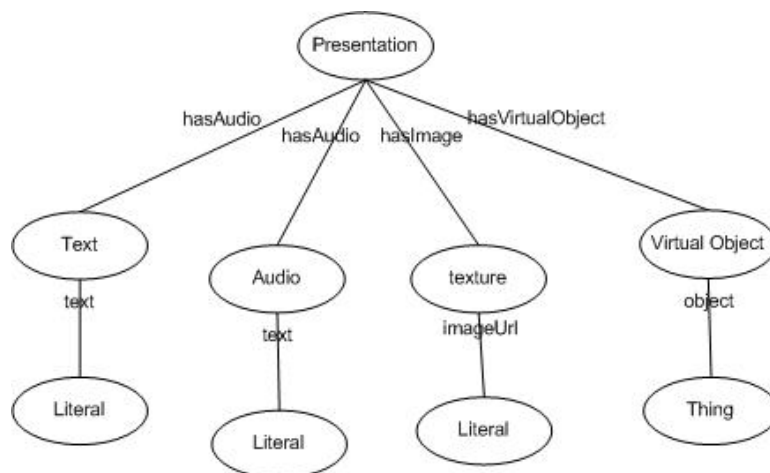 Presentation
hasAudio
hasAudio
hasImage
hasVirtualObject
Text
Audio
texture
Virtual Object
text
text
imageUrl
object
Literal
Literal
Literal
Thing